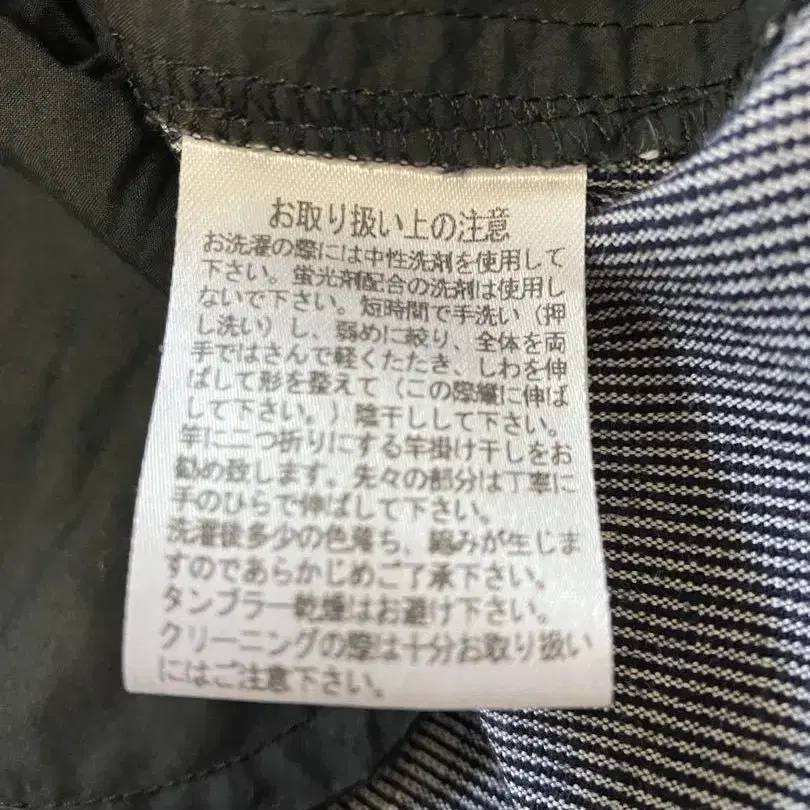 お取り扱い上の注意
お洗濯の際には中性洗剤を使用して
下さい。蛍光剤配合の洗剤は使用し
ないで下さい。短時間で手洗い（押
し洗い）し、弱めに絞り、全体を両
手ではさんで軽くたたき、しわを伸
ばして形を整えて（この際縦に伸ば
して下さい。）陰干しして下さい。
竿に二つ折りにする竿掛け干しをお
勧め致します。先々の部分は丁寧に
手のひらで伸ばして下さい。
洗濯後多少の色落ち、縮みが生じま
すのであらかじめご了承下さい。
タンブラー乾燥はお避け下さい。
クリーニングの際は十分お取り扱い
にはご注意下さい。